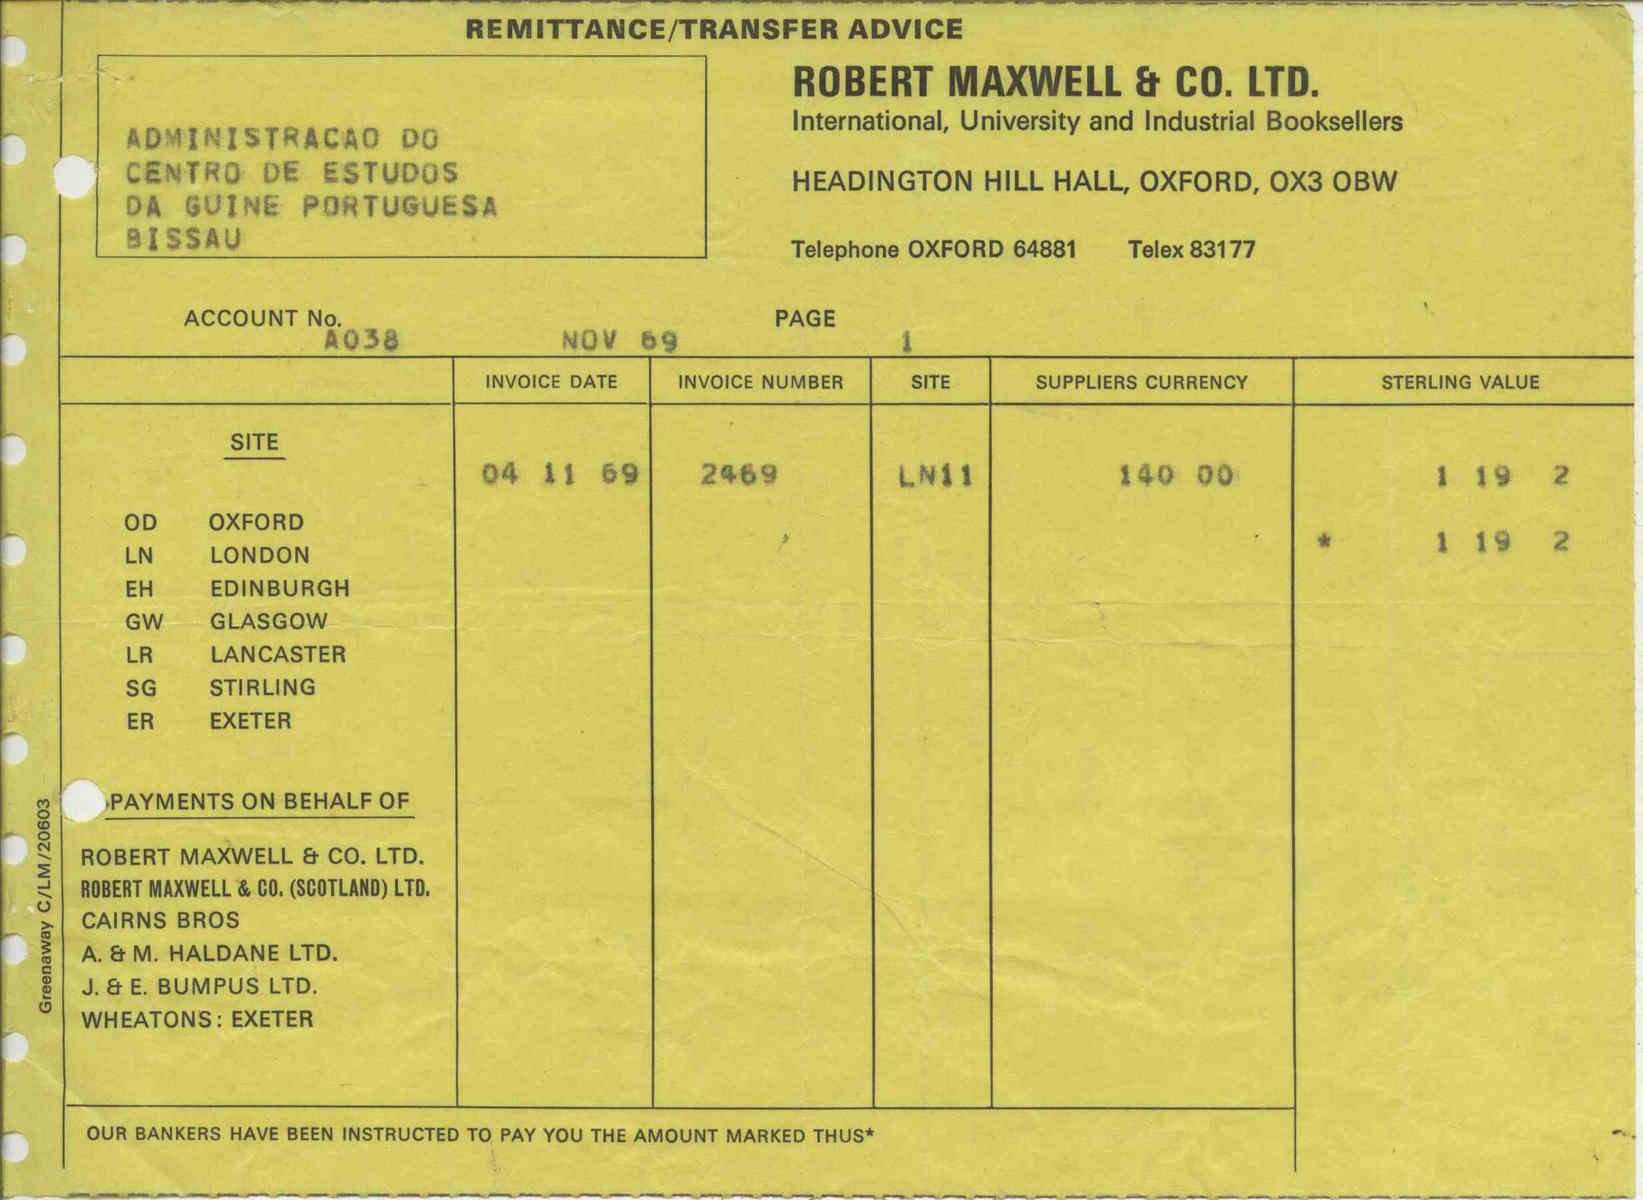 REMITTANCE/TRANSFER ADVICE
ROBERT MAXWELL & CO. LTD.
International, University and Industrial Booksellers
HEADINGTON HILL HALL, OXFORD, OX3 OBW
Telephone OXFORD 64881 Telex 83177
ADMINISTRACAO DO
CENTRO DE ESTUDOS
DA GUINE PORTUGUESA
BISSAU
ACCOUNT No. PAGE
A038 NOV 69 1
INVOICE DATE INVOICE NUMBER SITE SUPPLIERS CURRENCY STERLING VALUE
SITE
04 11 69 2469 LN11 140 00 1 19 2
OD OXFORD
* 1 19 2
LN LONDON
EH EDINBURGH
GW GLASGOW
LR LANCASTER
SG STIRLING
ER EXETER
PAYMENTS ON BEHALF OF
ROBERT MAXWELL & CO. LTD.
ROBERT MAXWELL & CO. (SCOTLAND) LTD.
CAIRNS BROS
A. & M. HALDANE LTD.
J. & E. BUMPUS LTD.
WHEATONS: EXETER
OUR BANKERS HAVE BEEN INSTRUCTED TO PAY YOU THE AMOUNT MARKED THUS*
Greenaway C/LM/20603